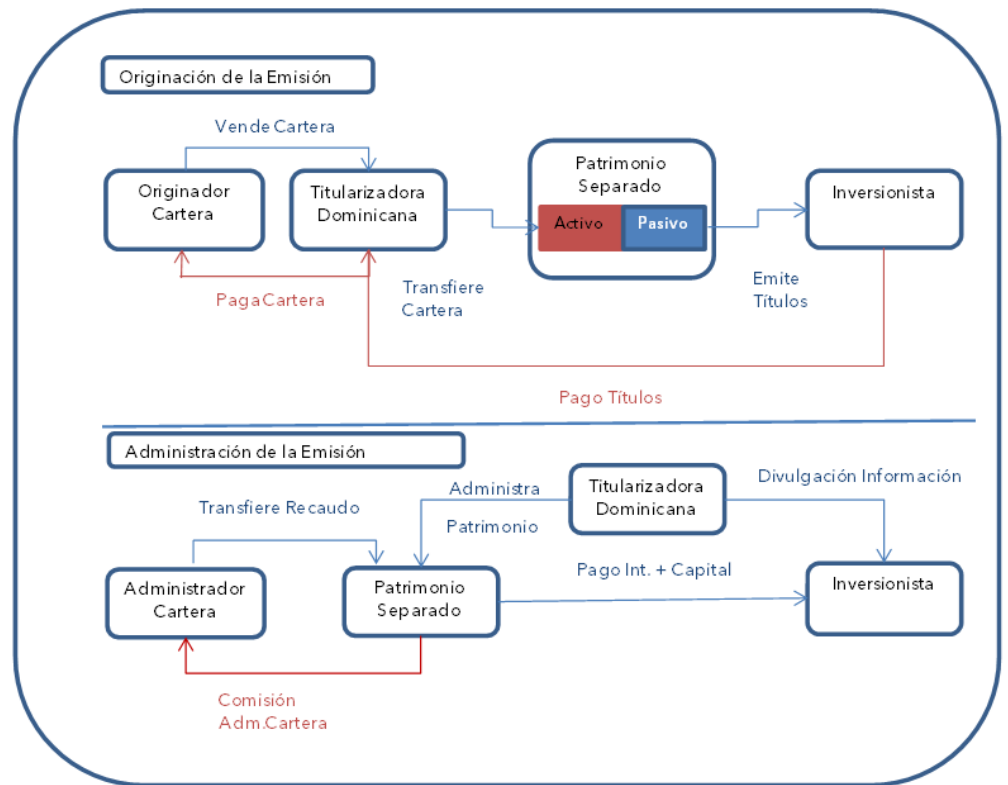 Originación de la Emisión
Vende Cartera
Originador
Cartera
Titularizadora
Dominicana
Patrimonio
Separado
Activo
Pasivo
Inversionista
Paga Cartera
Transfiere
Cartera
Emite
Títulos
Pago Títulos
Administración de la Emisión
Transfiere Recaudo
Administra
Patrimonio
Titularizadora
Dominicana
Divulgación Información
Administrador
Cartera
Patrimonio
Separado
Pago Int. + Capital
Inversionista
Comisión
Adm.Cartera